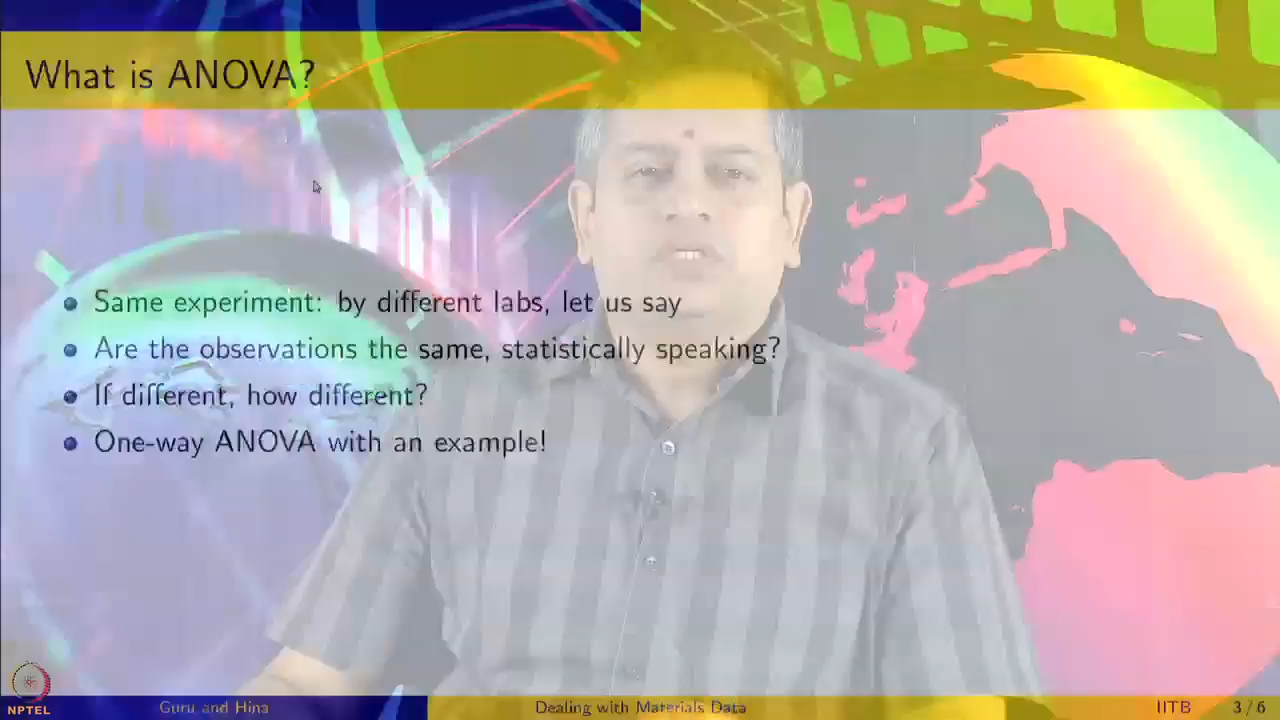 What is ANOVA?
Same experiment: by different labs, let us say
Are the observations the same, statistically speaking?
If different, how different?
One-way ANOVA with an example!
NPTEL
Guru and Hina
Dealing with Materials Data
IITB
3 / 6